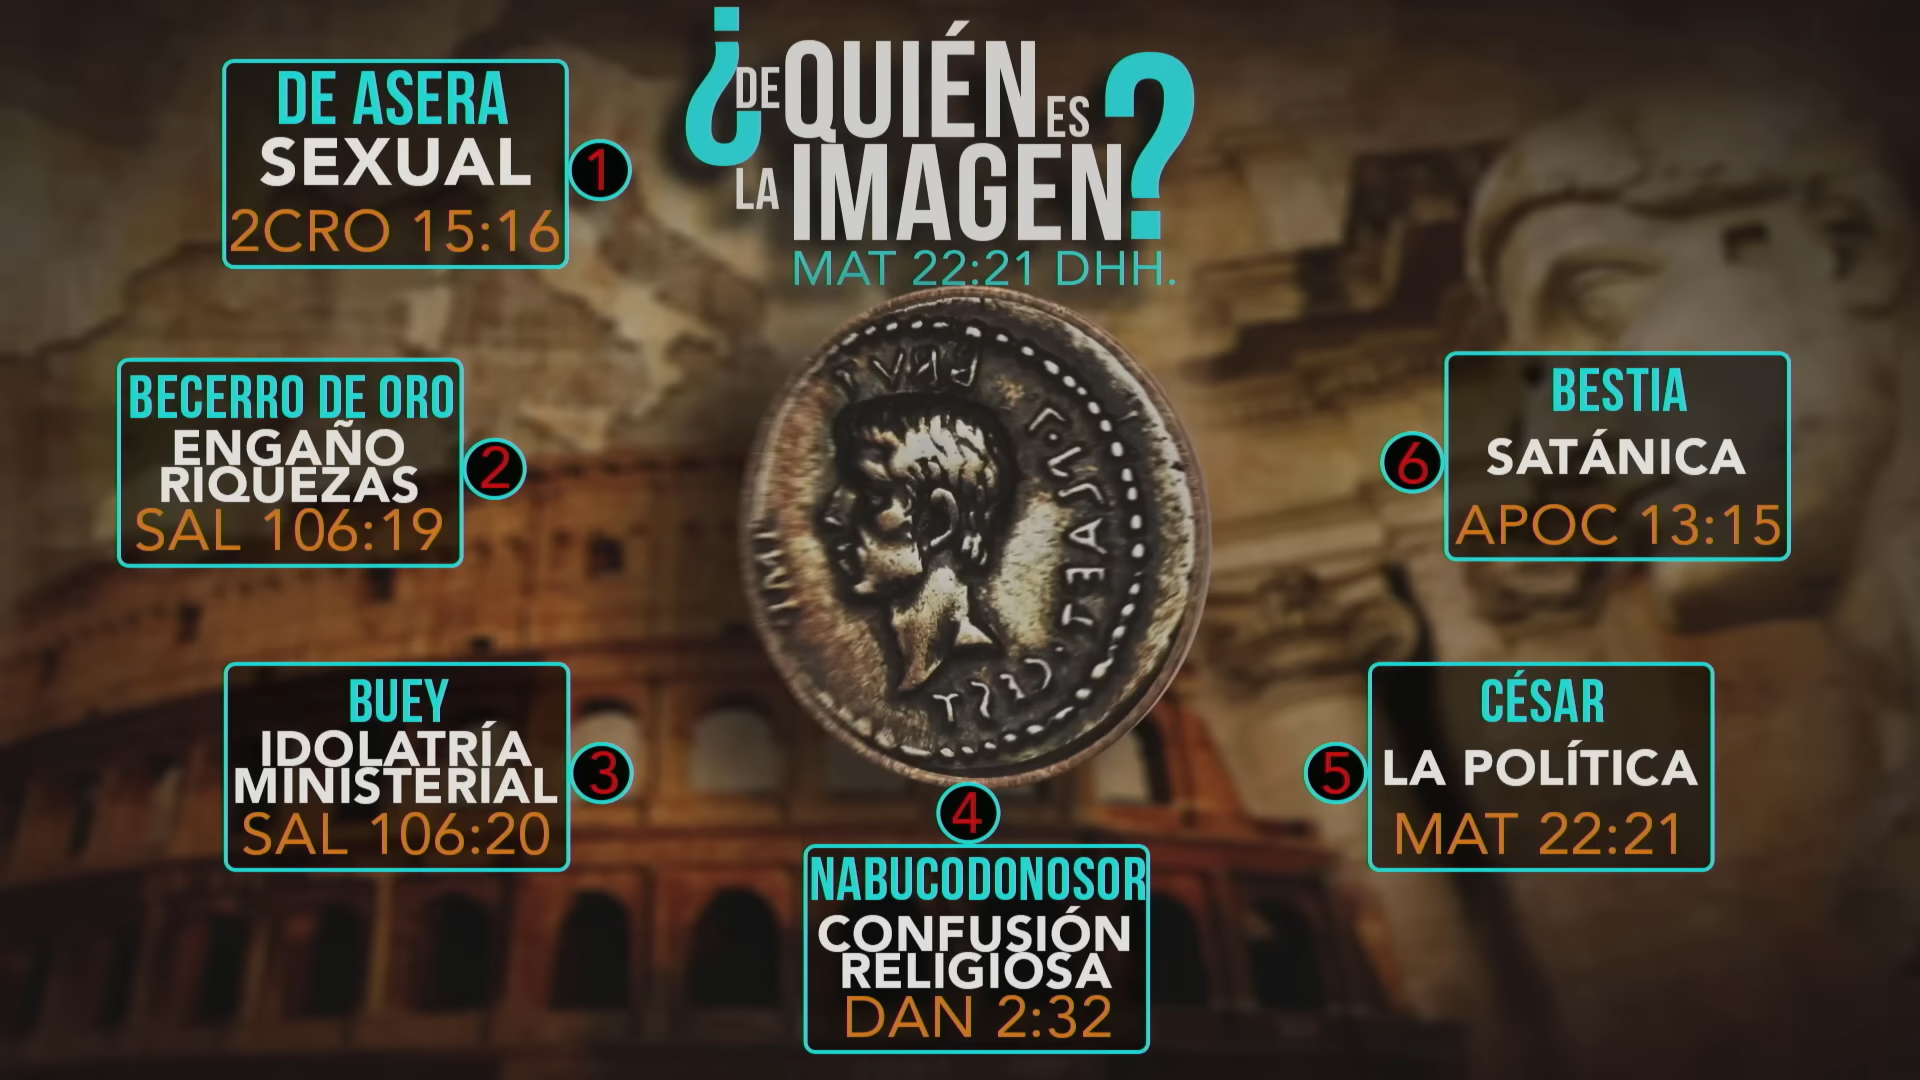 ¿DE QUIÉN ES
LA IMAGEN?
MAT 22:21 DHH.
DE ASERA
SEXUAL
2CRO 15:16
1
BECERRO DE ORO
ENGAÑO
RIQUEZAS
SAL 106:19
2
BUEY
IDOLATRÍA
MINISTERIAL
SAL 106:20
3
4
NABUCODONOSOR
CONFUSIÓN
RELIGIOSA
DAN 2:32
5
CÉSAR
LA POLÍTICA
MAT 22:21
6
BESTIA
SATÁNICA
APOC 13:15